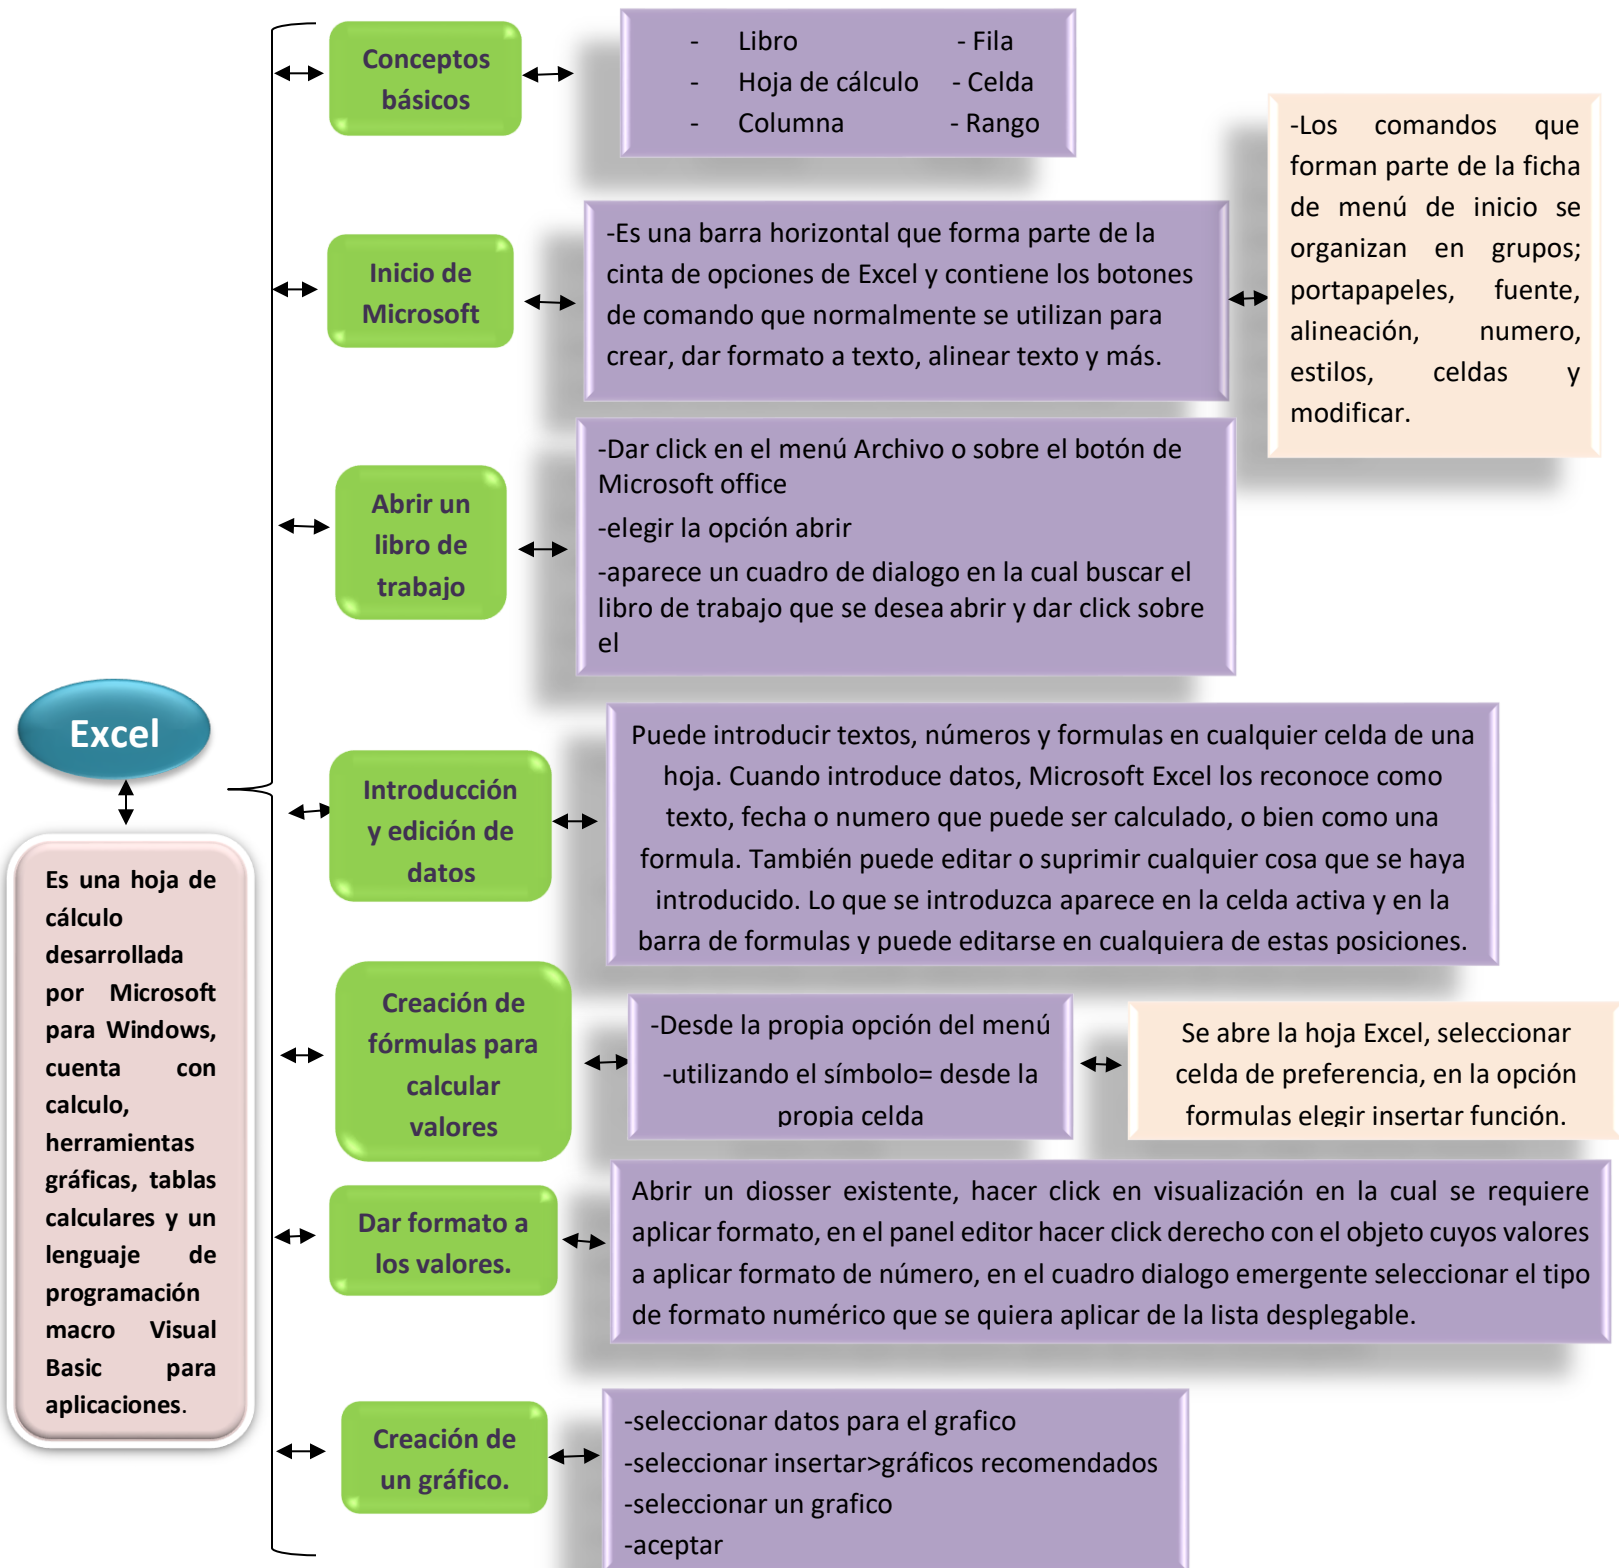 Excel
Es una hoja de
cálculo
desarrollada
por Microsoft
para Windows,
cuenta con
calculo,
herramientas
gráficas, tablas
calculares y un
lenguaje de
programación
macro Visual
Basic para
aplicaciones.
Conceptos
básicos
- Libro - Fila
- Hoja de cálculo - Celda
- Columna - Rango
Inicio de
Microsoft
-Es una barra horizontal que forma parte de la
cinta de opciones de Excel y contiene los botones
de comando que normalmente se utilizan para
crear, dar formato a texto, alinear texto y más.
-Los comandos que
forman parte de la ficha
de menú de inicio se
organizan en grupos;
portapapeles, fuente,
alineación, numero,
estilos, celdas y
modificar.
Abrir un
libro de
trabajo
-Dar click en el menú Archivo o sobre el botón de
Microsoft office
-elegir la opción abrir
-aparece un cuadro de dialogo en la cual buscar el
libro de trabajo que se desea abrir y dar click sobre
el
Introducción
y edición de
datos
Puede introducir textos, números y formulas en cualquier celda de una
hoja. Cuando introduce datos, Microsoft Excel los reconoce como
texto, fecha o numero que puede ser calculado, o bien como una
formula. También puede editar o suprimir cualquier cosa que se haya
introducido. Lo que se introduzca aparece en la celda activa y en la
barra de formulas y puede editarse en cualquiera de estas posiciones.
Creación de
fórmulas para
calcular
valores
-Desde la propia opción del menú
-utilizando el símbolo= desde la
propia celda
Se abre la hoja Excel, seleccionar
celda de preferencia, en la opción
formulas elegir insertar función.
Dar formato a
los valores.
Abrir un diosser existente, hacer click en visualización en la cual se requiere
aplicar formato, en el panel editor hacer click derecho con el objeto cuyos valores
a aplicar formato de número, en el cuadro dialogo emergente seleccionar el tipo
de formato numérico que se quiera aplicar de la lista desplegable.
Creación de
un gráfico.
-seleccionar datos para el grafico
-seleccionar insertar>gráficos recomendados
-seleccionar un grafico
-aceptar